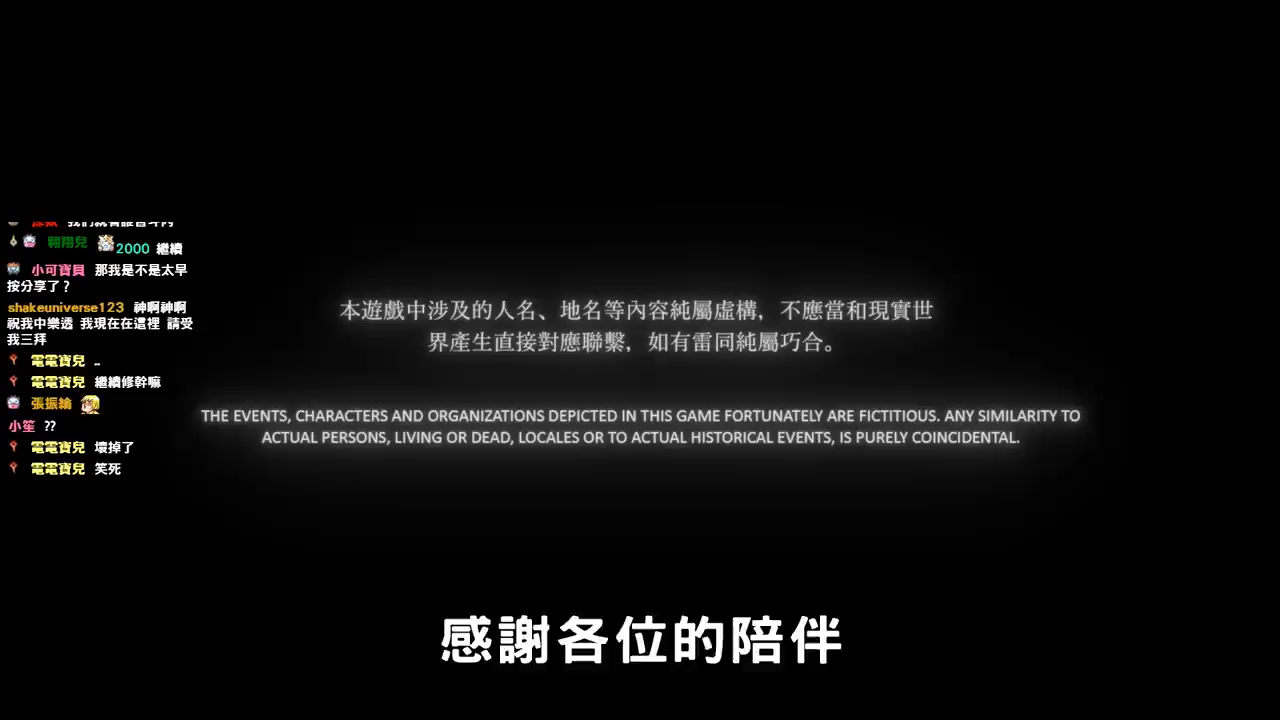 翱翔兒 2000 繼續
小可寶貝 那我是不是太早
按分享了？
shakeuniverse123 神啊神啊
祝我中樂透 我現在在這裡 請受
我三拜
電電寶兒 ..
電電寶兒 繼續修幹嘛
張振綸
小笙 ??
電電寶兒 壞掉了
電電寶兒 笑死
本遊戲中涉及的人名、地名等內容純屬虛構，不應當和現實世
界產生直接對應聯繫，如有雷同純屬巧合。
THE EVENTS, CHARACTERS AND ORGANIZATIONS DEPICTED IN THIS GAME FORTUNATELY ARE FICTITIOUS. ANY SIMILARITY TO
ACTUAL PERSONS, LIVING OR DEAD, LOCALES OR TO ACTUAL HISTORICAL EVENTS, IS PURELY COINCIDENTAL.
感謝各位的陪伴